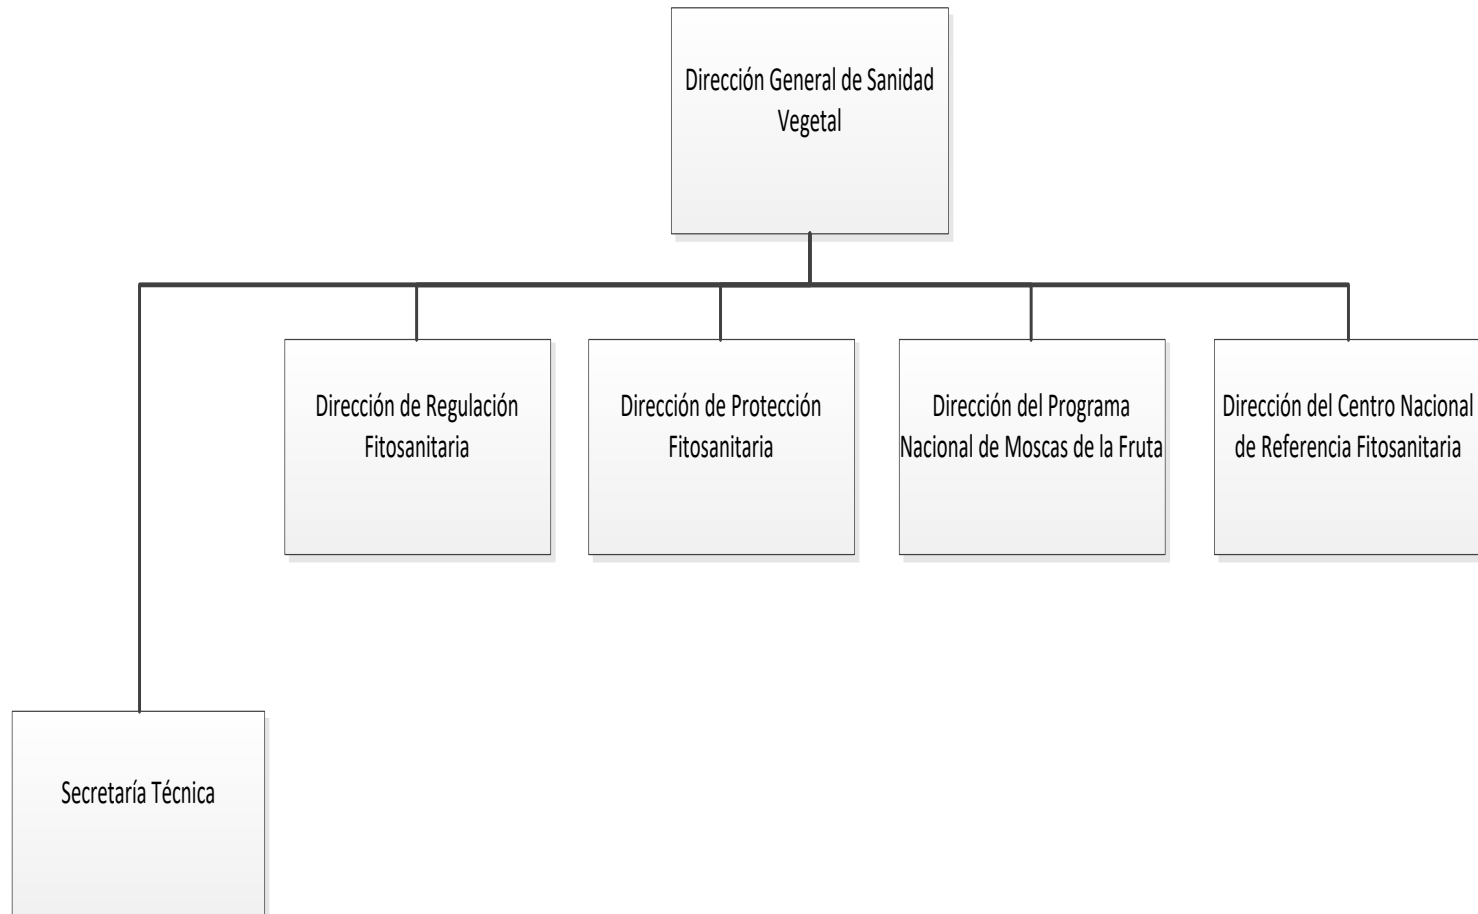 Dirección General de Sanidad
Vegetal
Dirección de Regulación
Fitosanitaria
Dirección de Protección
Fitosanitaria
Dirección del Programa
Nacional de Moscas de la Fruta
Dirección del Centro Nacional
de Referencia Fitosanitaria
Secretaría Técnica